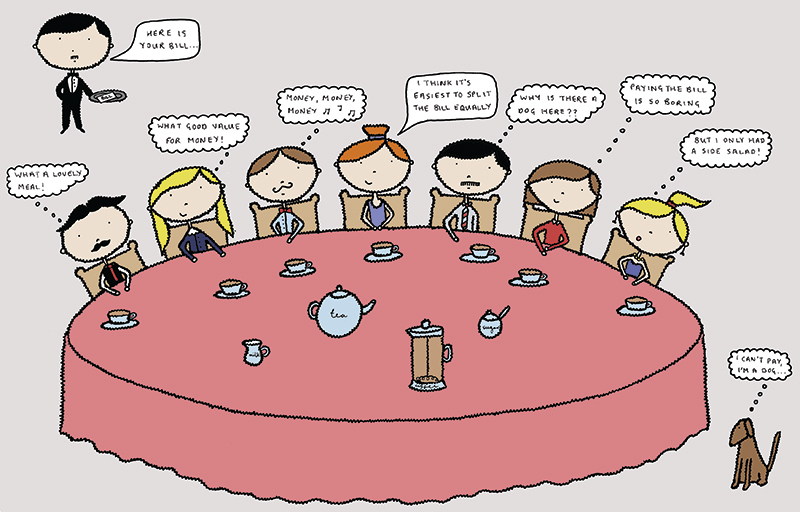 HERE IS
YOUR BILL...
BILL
WHAT A LOVELY
MEAL!
WHAT GOOD VALUE
FOR MONEY!
MONEY, MONEY,
MONEY ♫ ♪ ♫
I THINK IT'S
EASIEST TO SPLIT
THE BILL EQUALLY
WHY IS THERE A
DOG HERE??
PAYING THE BILL
IS SO BORING
BUT I ONLY HAD
A SIDE SALAD!
tea
milk
sugar
I CAN'T PAY,
I'M A DOG...